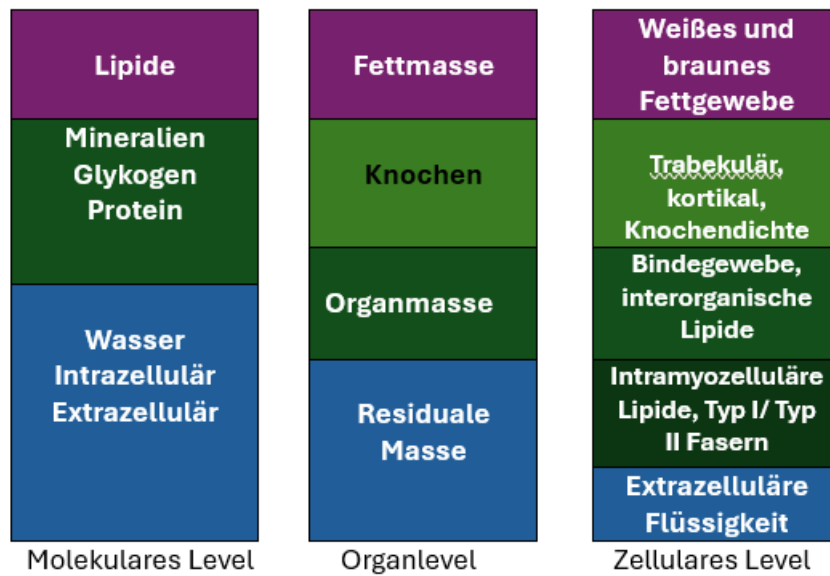 Lipide
Mineralien
Glykogen
Protein
Wasser
Intrazellulär
Extrazellulär
Molekulares Level
Fettmasse
Knochen
Organmasse
Residuale
Masse
Organlevel
Weißes und
braunes
Fettgewebe
Trabekulär,
kortikal,
Knochendichte
Bindegewebe,
interorganische
Lipide
Intramyozelluläre
Lipide, Typ I/ Typ
II Fasern
Extrazelluläre
Flüssigkeit
Zellulares Level